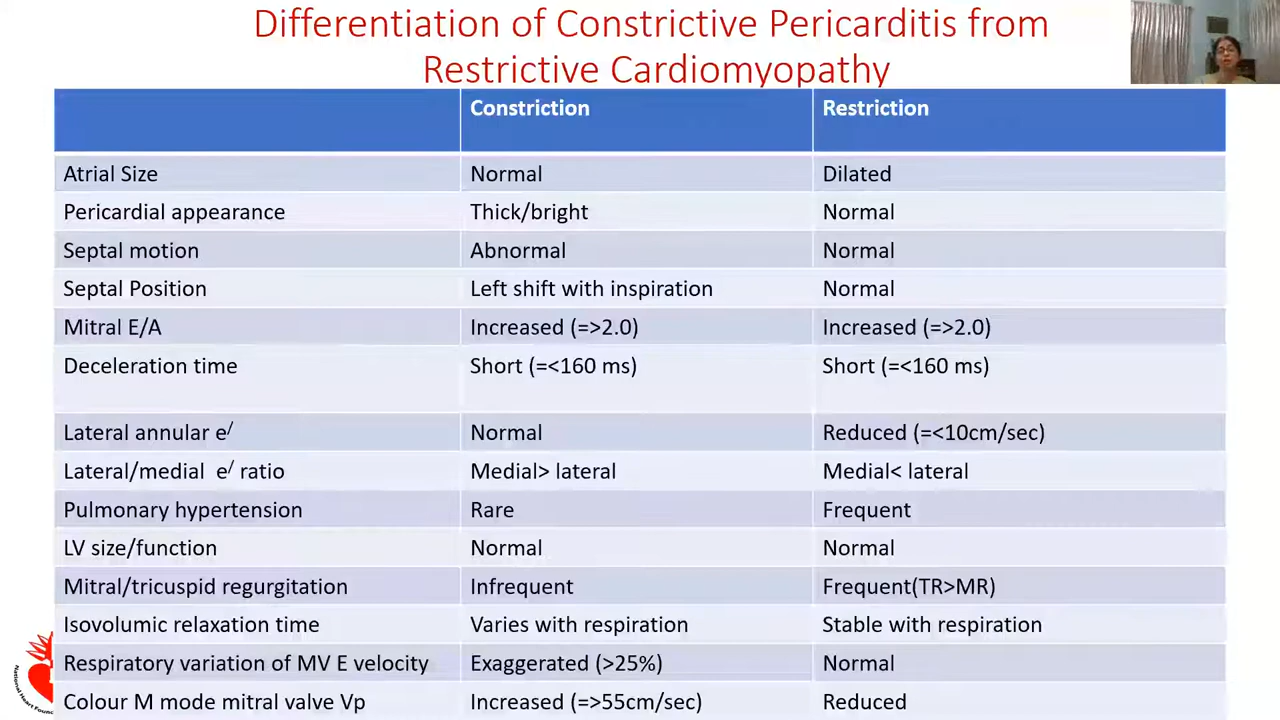 Differentiation of Constrictive Pericarditis from
Restrictive Cardiomyopathy
Constriction Restriction
Atrial Size Normal Dilated
Pericardial appearance Thick/bright Normal
Septal motion Abnormal Normal
Septal Position Left shift with inspiration Normal
Mitral E/A Increased (=>2.0) Increased (=>2.0)
Deceleration time Short (=<160 ms) Short (=<160 ms)
Lateral annular e/ Normal Reduced (=<10cm/sec)
Lateral/medial e/ ratio Medial> lateral Medial< lateral
Pulmonary hypertension Rare Frequent
LV size/function Normal Normal
Mitral/tricuspid regurgitation Infrequent Frequent(TR>MR)
Isovolumic relaxation time Varies with respiration Stable with respiration
Respiratory variation of MV E velocity Exaggerated (>25%) Normal
Colour M mode mitral valve Vp Increased (=>55cm/sec) Reduced
National Heart